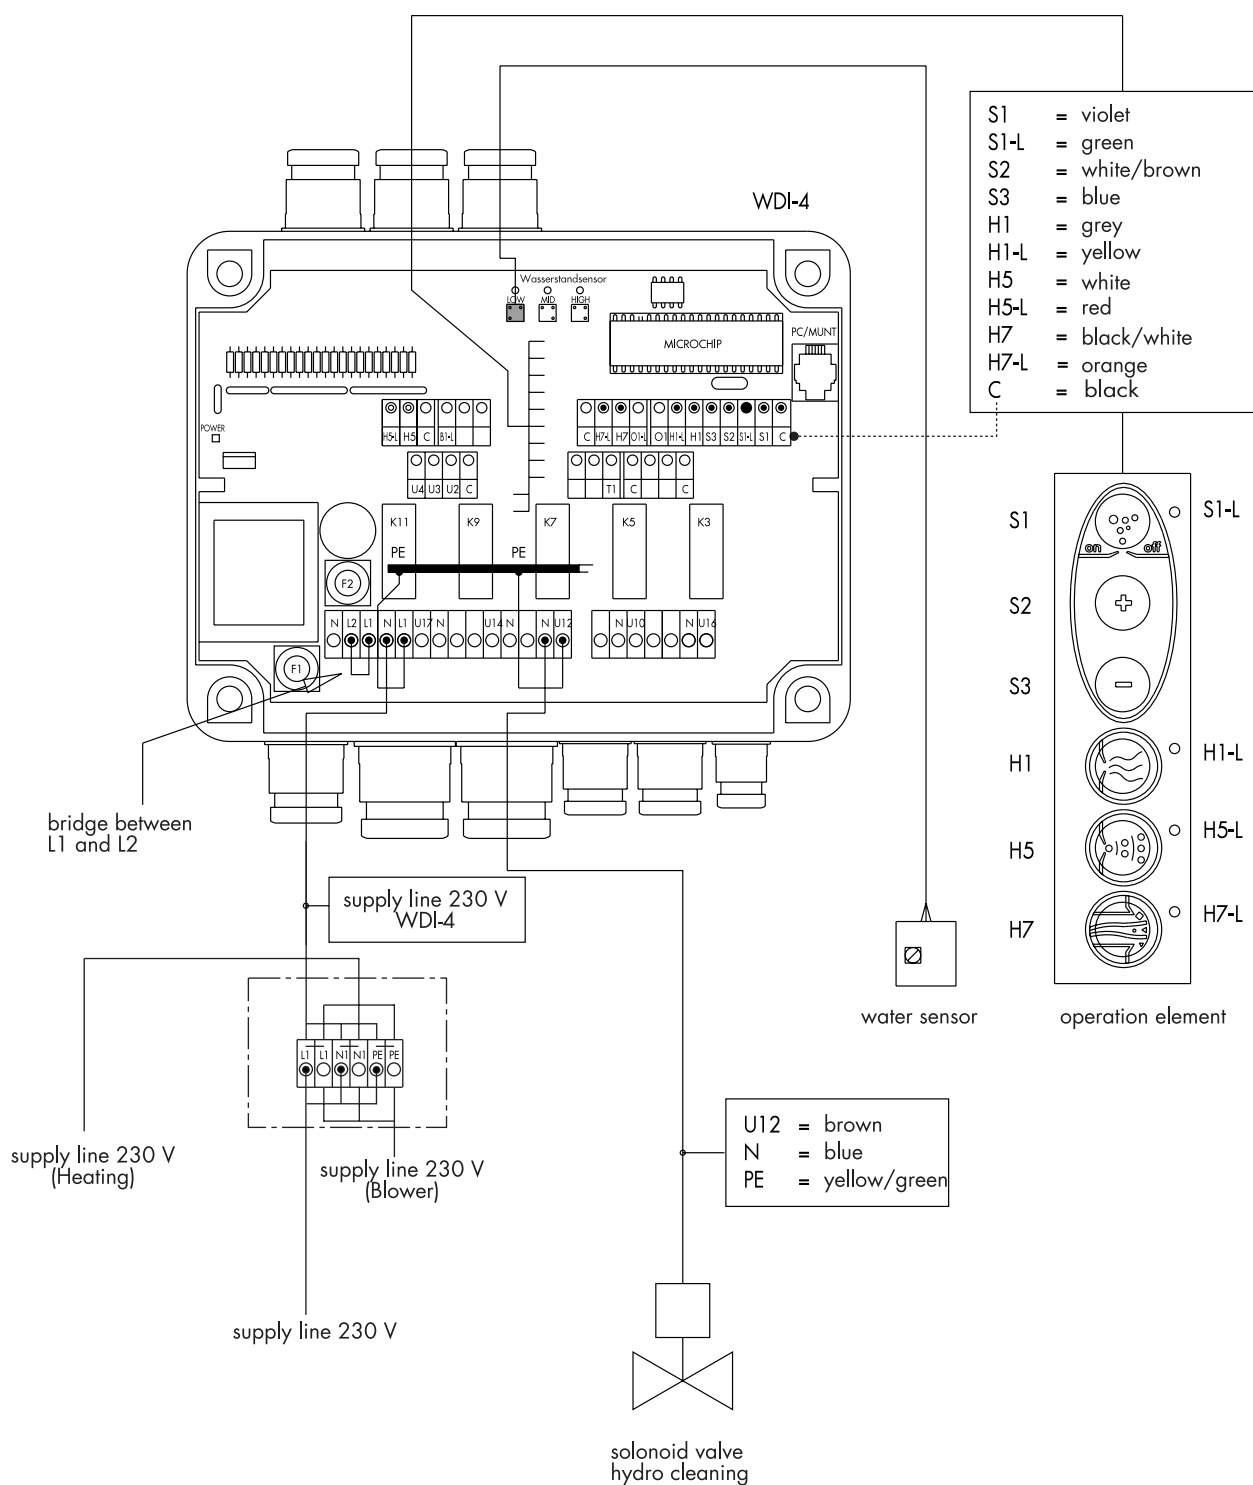 WDI-4
S1 = violet
S1-L = green
S2 = white/brown
S3 = blue
H1 = grey
H1-L = yellow
H5 = white
H5-L = red
H7 = black/white
H7-L = orange
C = black
Wasserstandsensor
LOW MID HIGH
MICROCHIP
PC/MUNT
POWER
H5-L H5 C B1-L
C H7-L H7 O1-L O1 H1-L H1 S3 S2 S1-L S1 C
U4 U3 U2 C
T1 C C
K11 K9 K7 K5 K3
PE PE
F2
N L2 L1 N L1 U17 N U14 N N U12
N U10 N U16
F1
S1 S1-L
on off
S2
S3
H1 H1-L
H5 H5-L
H7 H7-L
bridge between
L1 and L2
supply line 230 V
WDI-4
water sensor
operation element
L1 L1 N1 N1 PE PE
supply line 230 V
(Heating)
supply line 230 V
(Blower)
U12 = brown
N = blue
PE = yellow/green
supply line 230 V
solonoid valve
hydro cleaning